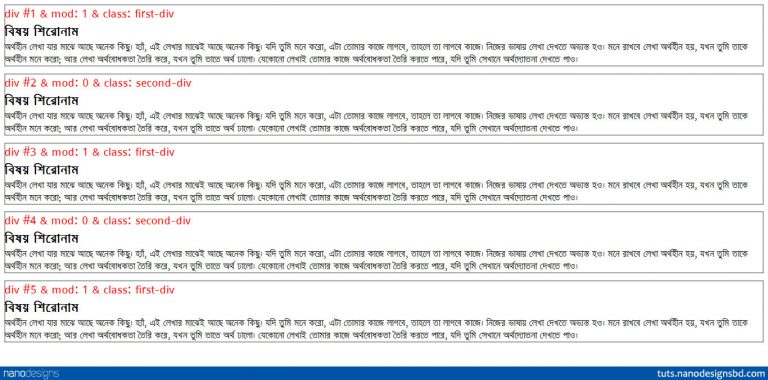 div #1 & mod: 1 & class: first-div
বিষয় শিরোনাম
অর্থহীন লেখা যার মাঝে আছে অনেক কিছু। হ্যাঁ, এই লেখার মাঝেই আছে অনেক কিছু। যদি তুমি মনে করো, এটা তোমার কাজে লাগবে, তাহলে তা লাগবে কাজে। নিজের ভাষায় লেখা দেখতে অভ্যস্ত হও। মনে রাখবে লেখা অর্থহীন হয়, যখন তুমি তাকে
অর্থহীন মনে করো; আর লেখা অর্থবোধকতা তৈরি করে, যখন তুমি তাতে অর্থ ঢালো। যেকোনো লেখাই তোমার কাছে অর্থবোধকতা তৈরি করতে পারে, যদি তুমি সেখানে অর্থদ্যোতনা দেখতে পাও।
div #2 & mod: 0 & class: second-div
বিষয় শিরোনাম
অর্থহীন লেখা যার মাঝে আছে অনেক কিছু। হ্যাঁ, এই লেখার মাঝেই আছে অনেক কিছু। যদি তুমি মনে করো, এটা তোমার কাজে লাগবে, তাহলে তা লাগবে কাজে। নিজের ভাষায় লেখা দেখতে অভ্যস্ত হও। মনে রাখবে লেখা অর্থহীন হয়, যখন তুমি তাকে
অর্থহীন মনে করো; আর লেখা অর্থবোধকতা তৈরি করে, যখন তুমি তাতে অর্থ ঢালো। যেকোনো লেখাই তোমার কাছে অর্থবোধকতা তৈরি করতে পারে, যদি তুমি সেখানে অর্থদ্যোতনা দেখতে পাও।
div #3 & mod: 1 & class: first-div
বিষয় শিরোনাম
অর্থহীন লেখা যার মাঝে আছে অনেক কিছু। হ্যাঁ, এই লেখার মাঝেই আছে অনেক কিছু। যদি তুমি মনে করো, এটা তোমার কাজে লাগবে, তাহলে তা লাগবে কাজে। নিজের ভাষায় লেখা দেখতে অভ্যস্ত হও। মনে রাখবে লেখা অর্থহীন হয়, যখন তুমি তাকে
অর্থহীন মনে করো; আর লেখা অর্থবোধকতা তৈরি করে, যখন তুমি তাতে অর্থ ঢালো। যেকোনো লেখাই তোমার কাছে অর্থবোধকতা তৈরি করতে পারে, যদি তুমি সেখানে অর্থদ্যোতনা দেখতে পাও।
div #4 & mod: 0 & class: second-div
বিষয় শিরোনাম
অর্থহীন লেখা যার মাঝে আছে অনেক কিছু। হ্যাঁ, এই লেখার মাঝেই আছে অনেক কিছু। যদি তুমি মনে করো, এটা তোমার কাজে লাগবে, তাহলে তা লাগবে কাজে। নিজের ভাষায় লেখা দেখতে অভ্যস্ত হও। মনে রাখবে লেখা অর্থহীন হয়, যখন তুমি তাকে
অর্থহীন মনে করো; আর লেখা অর্থবোধকতা তৈরি করে, যখন তুমি তাতে অর্থ ঢালো। যেকোনো লেখাই তোমার কাছে অর্থবোধকতা তৈরি করতে পারে, যদি তুমি সেখানে অর্থদ্যোতনা দেখতে পাও।
div #5 & mod: 1 & class: first-div
বিষয় শিরোনাম
অর্থহীন লেখা যার মাঝে আছে অনেক কিছু। হ্যাঁ, এই লেখার মাঝেই আছে অনেক কিছু। যদি তুমি মনে করো, এটা তোমার কাজে লাগবে, তাহলে তা লাগবে কাজে। নিজের ভাষায় লেখা দেখতে অভ্যস্ত হও। মনে রাখবে লেখা অর্থহীন হয়, যখন তুমি তাকে
অর্থহীন মনে করো; আর লেখা অর্থবোধকতা তৈরি করে, যখন তুমি তাতে অর্থ ঢালো। যেকোনো লেখাই তোমার কাছে অর্থবোধকতা তৈরি করতে পারে, যদি তুমি সেখানে অর্থদ্যোতনা দেখতে পাও।
nanodesigns tuts.nanodesignsbd.com